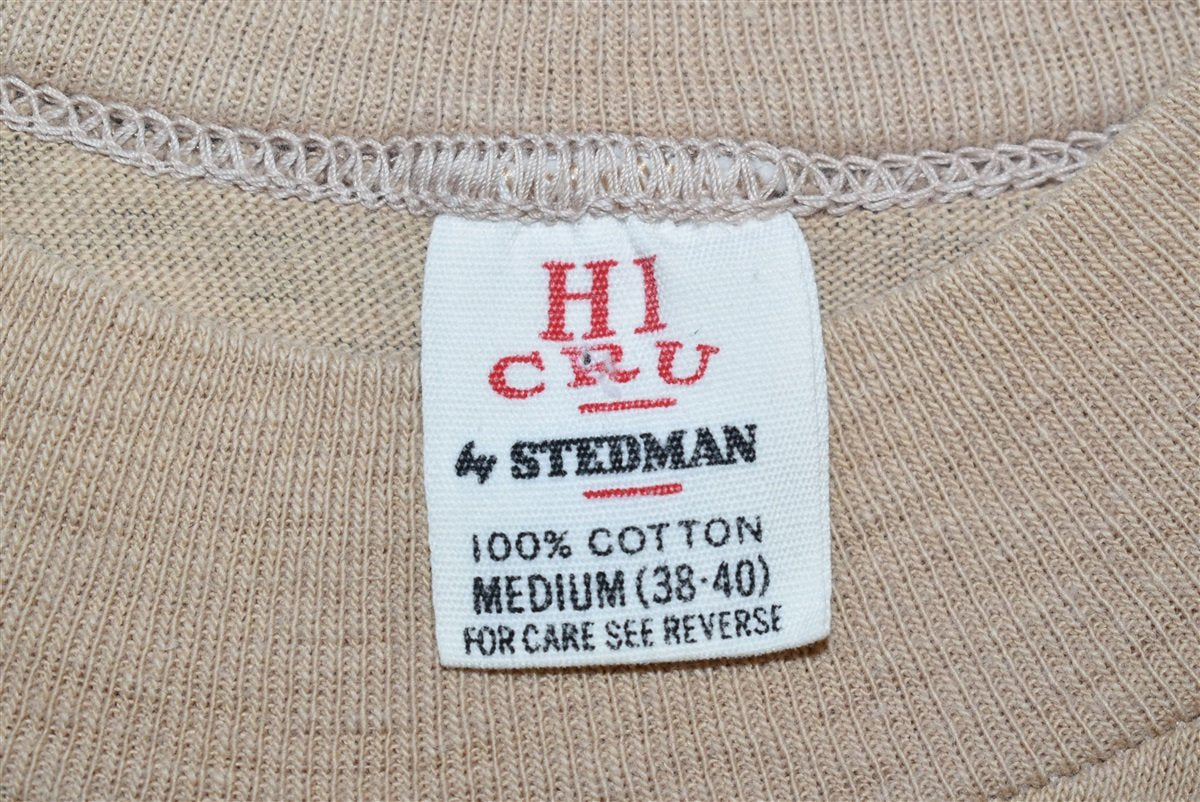 HI
CRU
by STEDMAN
100% COTTON
MEDIUM (38-40)
FOR CARE SEE REVERSE